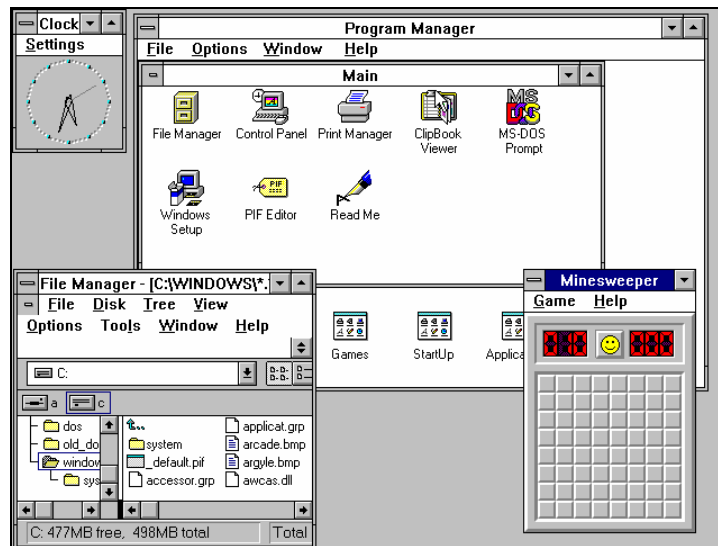 Clock
Settings
Program Manager
File Options Window Help
Main
File Manager
Control Panel
Print Manager
ClipBook
Viewer
MS-DOS
Prompt
Windows
Setup
PIF Editor
Read Me
Games
StartUp
Applica
File Manager - [C:\WINDOWS\*.
File Disk Tree View
Options Tools Window Help
C:
a
c
dos
old_do
window
sys
system
_default.pif
accessor.grp
applicat.grp
arcade.bmp
argyle.bmp
awcas.dll
C: 477MB free, 498MB total
Total
Minesweeper
Game Help